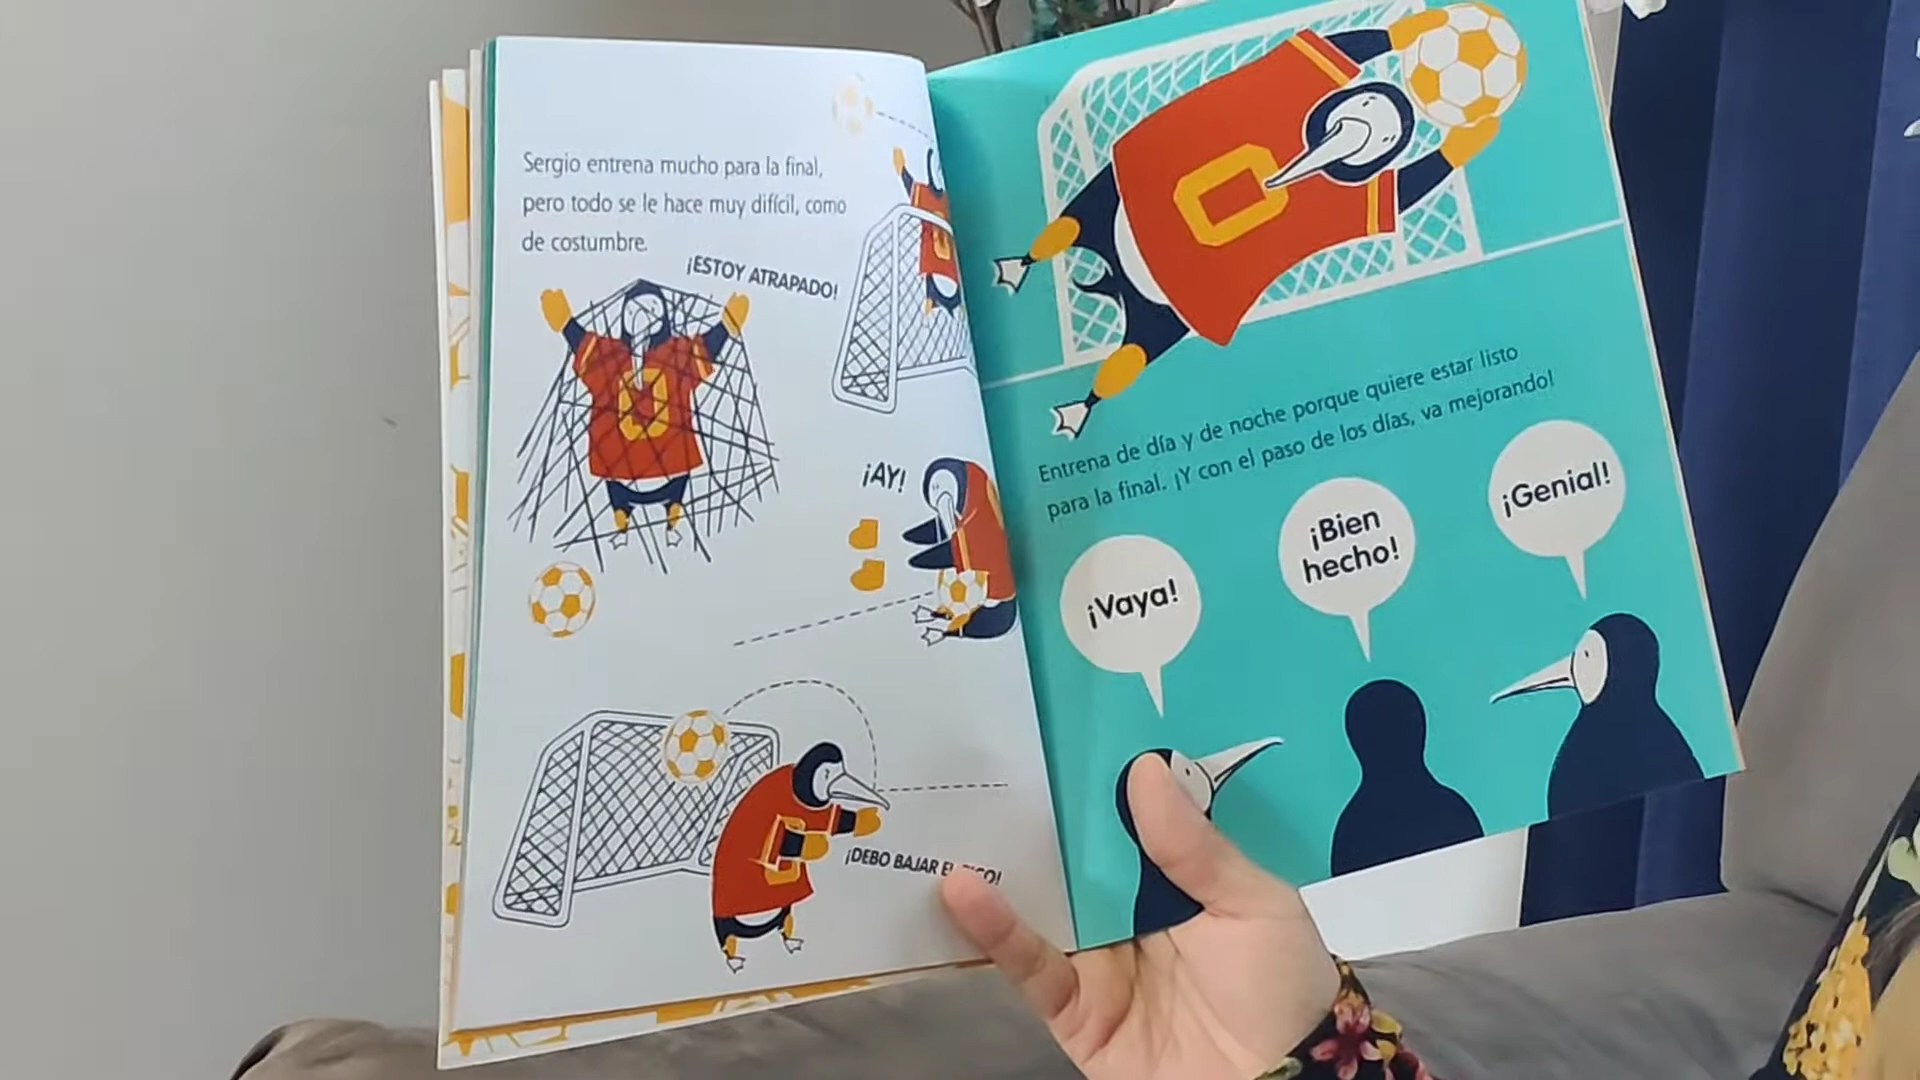 Sergio entrena mucho para la final,
pero todo se le hace muy difícil, como
de costumbre.
¡ESTOY ATRAPADO!
¡AY!
¡DEBO BAJAR EL
Entrena de día y de noche porque quiere estar listo
para la final. ¡Y con el paso de los días, va mejorando!
¡Vaya!
¡Bien
hecho!
¡Genial!